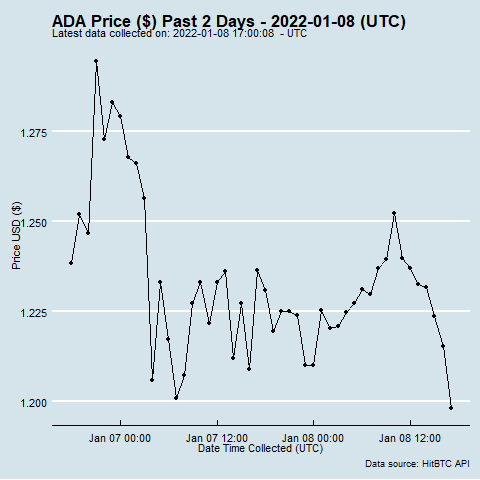 ADA Price ($) Past 2 Days - 2022-01-08 (UTC)
Latest data collected on: 2022-01-08 17:00:08 - UTC
1.275
1.250
1.225
1.200
Price USD ($)
Jan 07 00:00 Jan 07 12:00 Jan 08 00:00 Jan 08 12:00
Date Time Collected (UTC)
Data source: HitBTC API